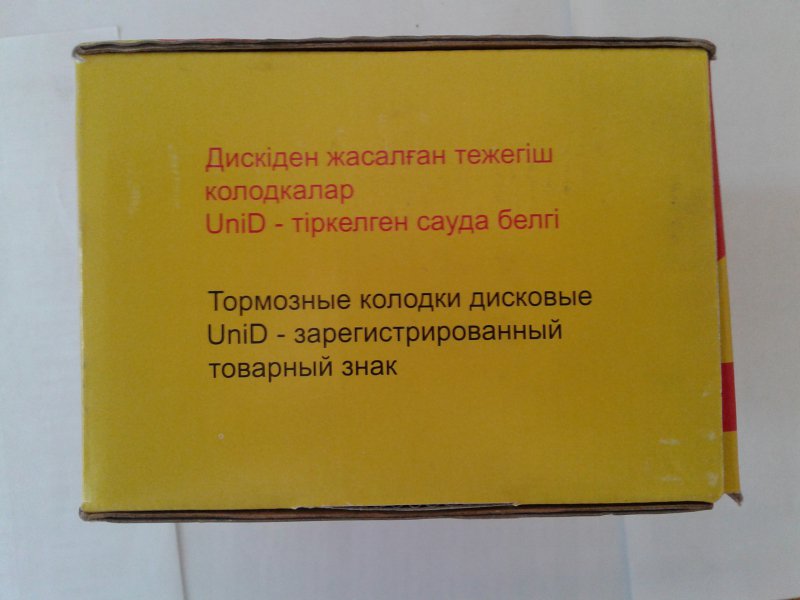 Дискіден жасалған тежегіш
колодкалар
UniD - тіркелген сауда белгі
Тормозные колодки дисковые
UniD - зарегистрированный
товарный знак